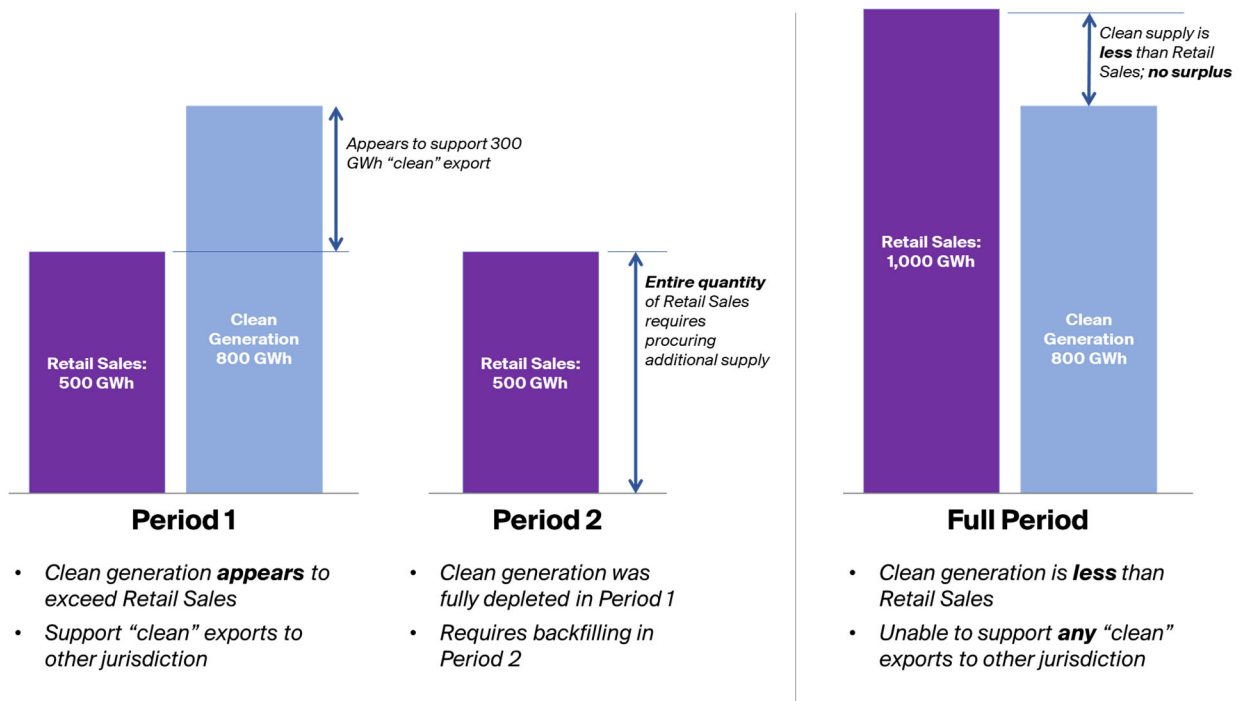 Appears to support 300
GWh “clean” export
Clean
Generation
800 GWh
Retail Sales:
500 GWh
Period 1
• Clean generation appears to
exceed Retail Sales
• Support “clean” exports to
other jurisdiction
Entire quantity
of Retail Sales
requires
procuring
additional supply
Retail Sales:
500 GWh
Period 2
• Clean generation was
fully depleted in Period 1
• Requires backfilling in
Period 2
Clean supply is
less than Retail
Sales; no surplus
Retail Sales:
1,000 GWh
Clean
Generation
800 GWh
Full Period
• Clean generation is less than
Retail Sales
• Unable to support any “clean”
exports to other jurisdiction